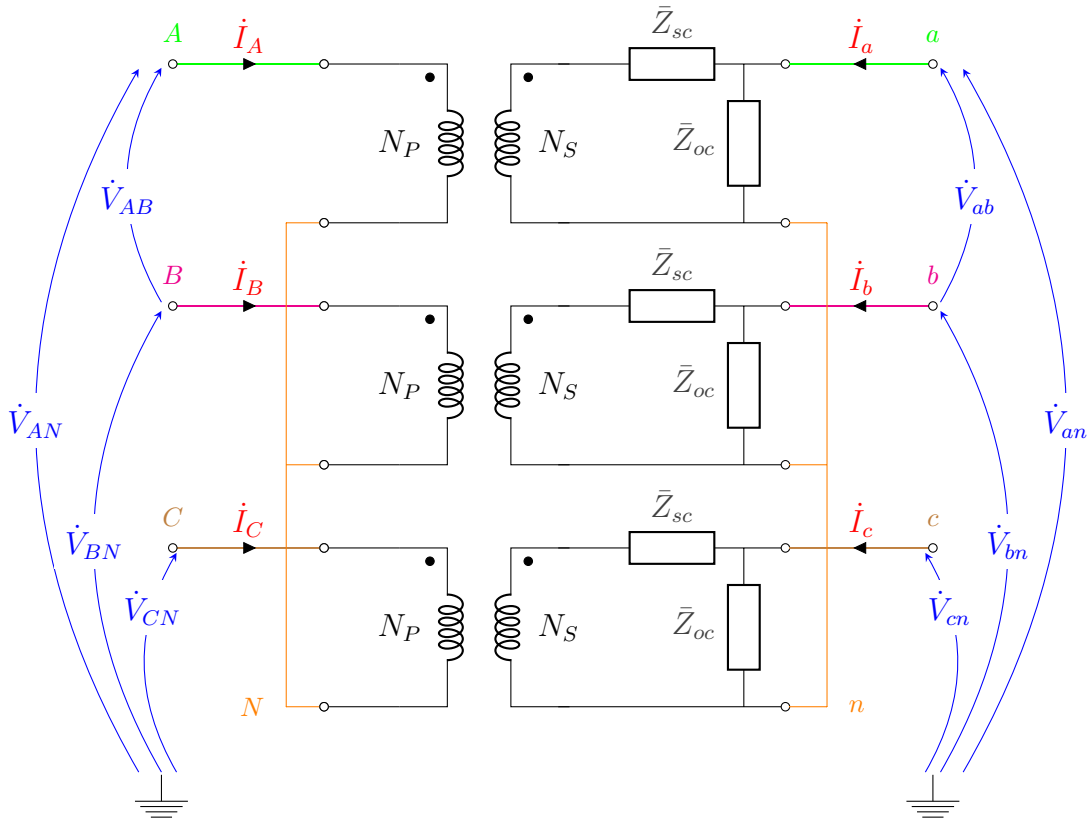 A İ_A Z̄_sc İ_a a
N_P N_S Z̄_oc
V̇_AB V̇_ab
B İ_B Z̄_sc İ_b b
N_P N_S Z̄_oc
V̇_AN V̇_an
C İ_C Z̄_sc İ_c c
V̇_BN V̇_bn
V̇_CN N_P N_S Z̄_oc V̇_cn
N n